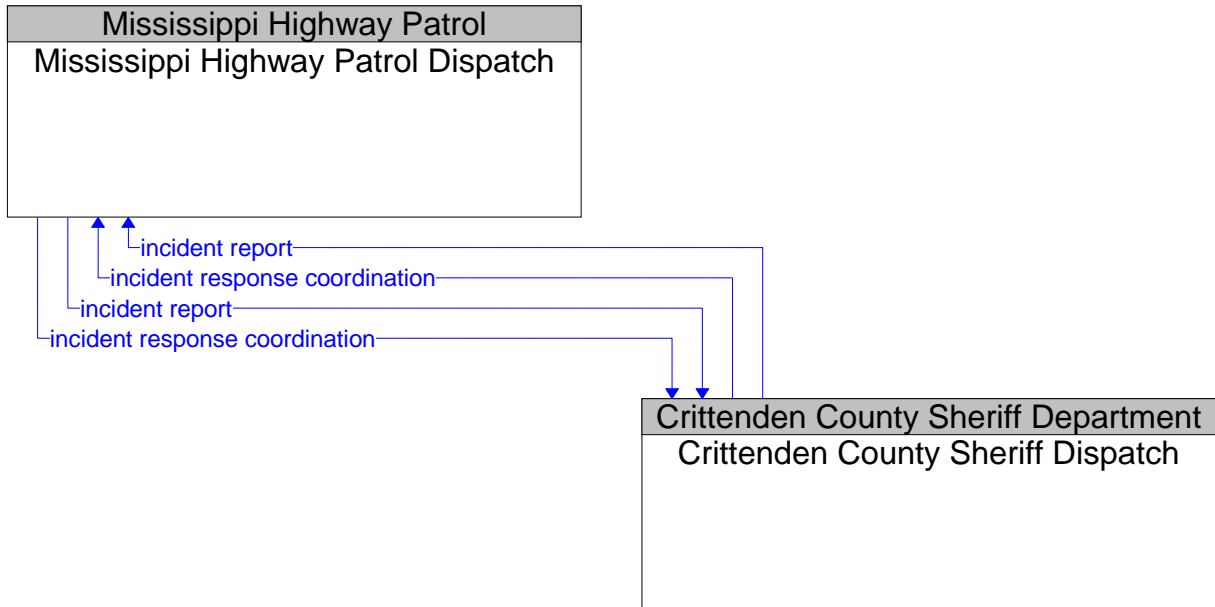 Mississippi Highway Patrol
Mississippi Highway Patrol Dispatch
incident report
incident response coordination
incident report
incident response coordination
Crittenden County Sheriff Department
Crittenden County Sheriff Dispatch